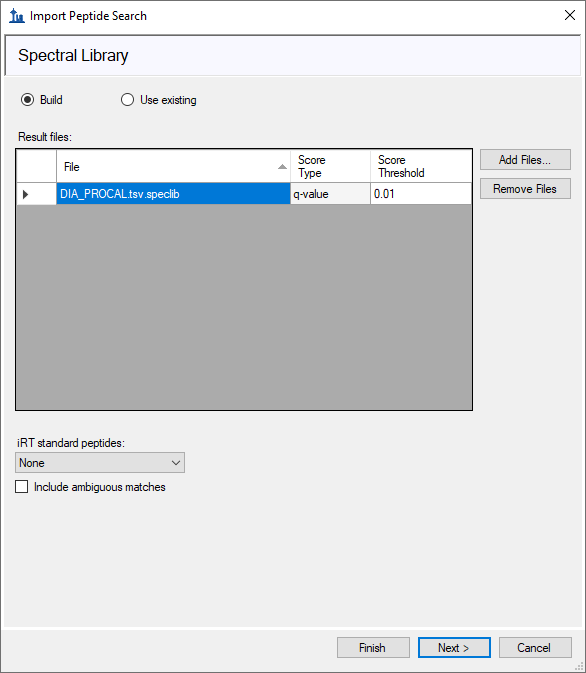 Import Peptide Search
Spectral Library
Build
Use existing
Result files:
File
Score
Type
Score
Threshold
DIA_PROCAL.tsv.speclib
q-value
0.01
Add Files...
Remove Files
iRT standard peptides:
None
Include ambiguous matches
Finish
Next >
Cancel